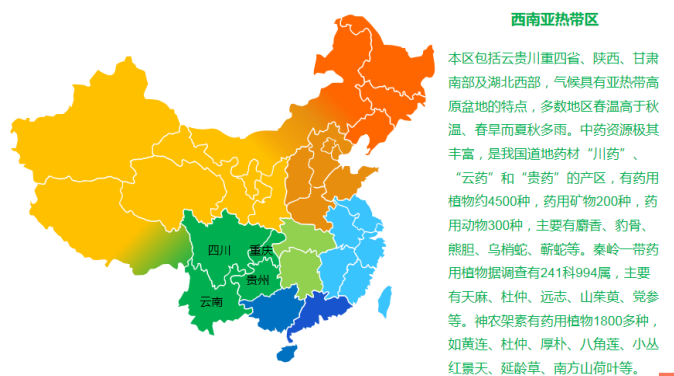 西南亚热带区
本区包括云贵川重四省、陕西、甘肃
南部及湖北西部，气候具有亚热带高
原盆地的特点，多数地区春温高于秋
温、春旱而夏秋多雨。中药资源极其
丰富，是我国道地药材“川药”、
“云药”和“贵药”的产区，有药用
植物约4500种，药用矿物200种，药
用动物300种，主要有麝香、豹骨、
熊胆、乌梢蛇、蕲蛇等。秦岭一带药
用植物据调查有241科994属，主要
有天麻、杜仲、远志、山茱萸、党参
等。神农架素有药用植物1800多种，
如黄连、杜仲、厚朴、八角莲、小丛
红景天、延龄草、南方山荷叶等。
四川
重庆
贵州
云南